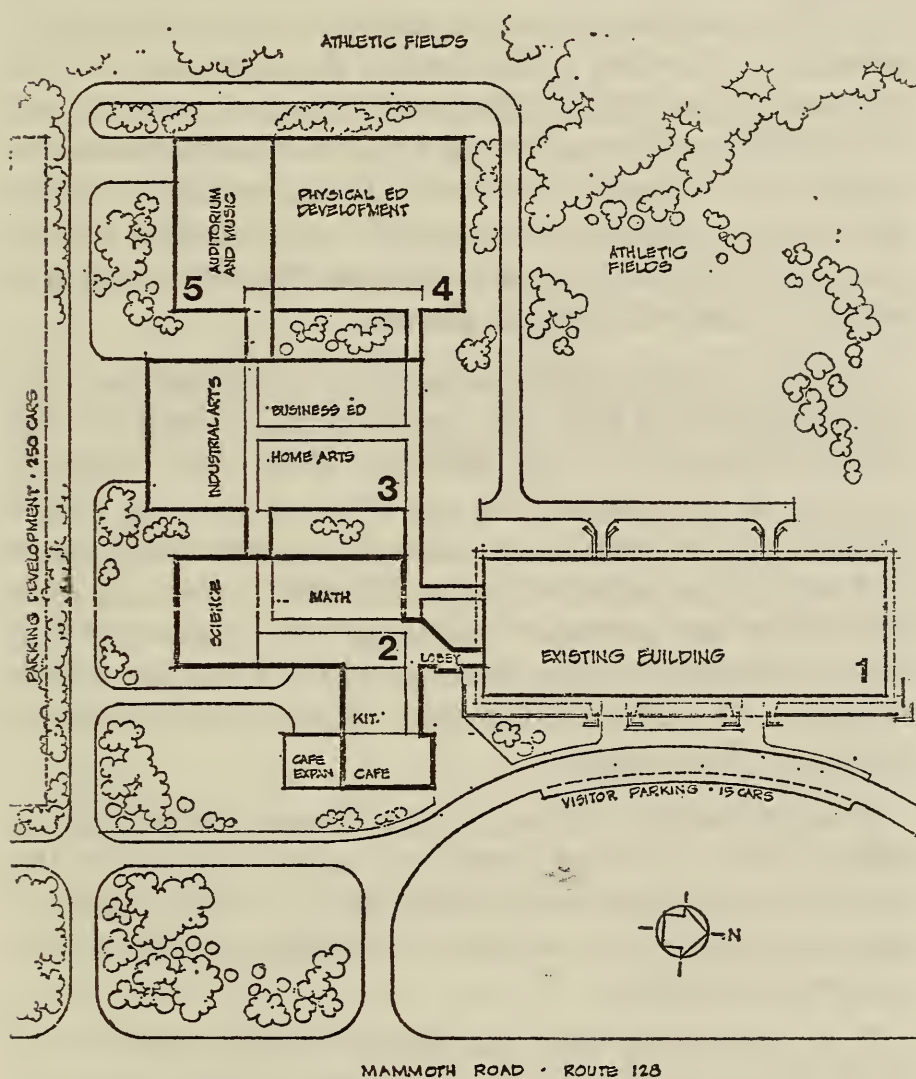 ATHLETIC FIELDS
AUDITORIUM
AND MUSIC
PHYSICAL ED
DEVELOPMENT
ATHLETIC
FIELDS
5
4
PARKING DEVELOPMENT • 250 CARS
INDUSTRIAL ARTS
BUSINESS ED
HOME ARTS
3
SCIENCE
MATH
2
LOBBY
EXISTING BUILDING
1
KIT.
CAFE
EXPAN
CAFE
VISITOR PARKING • 15 CARS
N
MAMMOTH ROAD • ROUTE 128